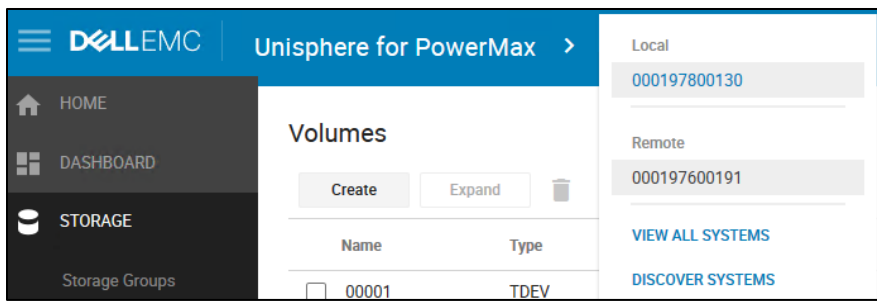 DELLEMC
Unisphere for PowerMax >
HOME
DASHBOARD
STORAGE
Storage Groups
Volumes
Create Expand
Name Type
00001 TDEV
Local
000197800130
Remote
000197600191
VIEW ALL SYSTEMS
DISCOVER SYSTEMS